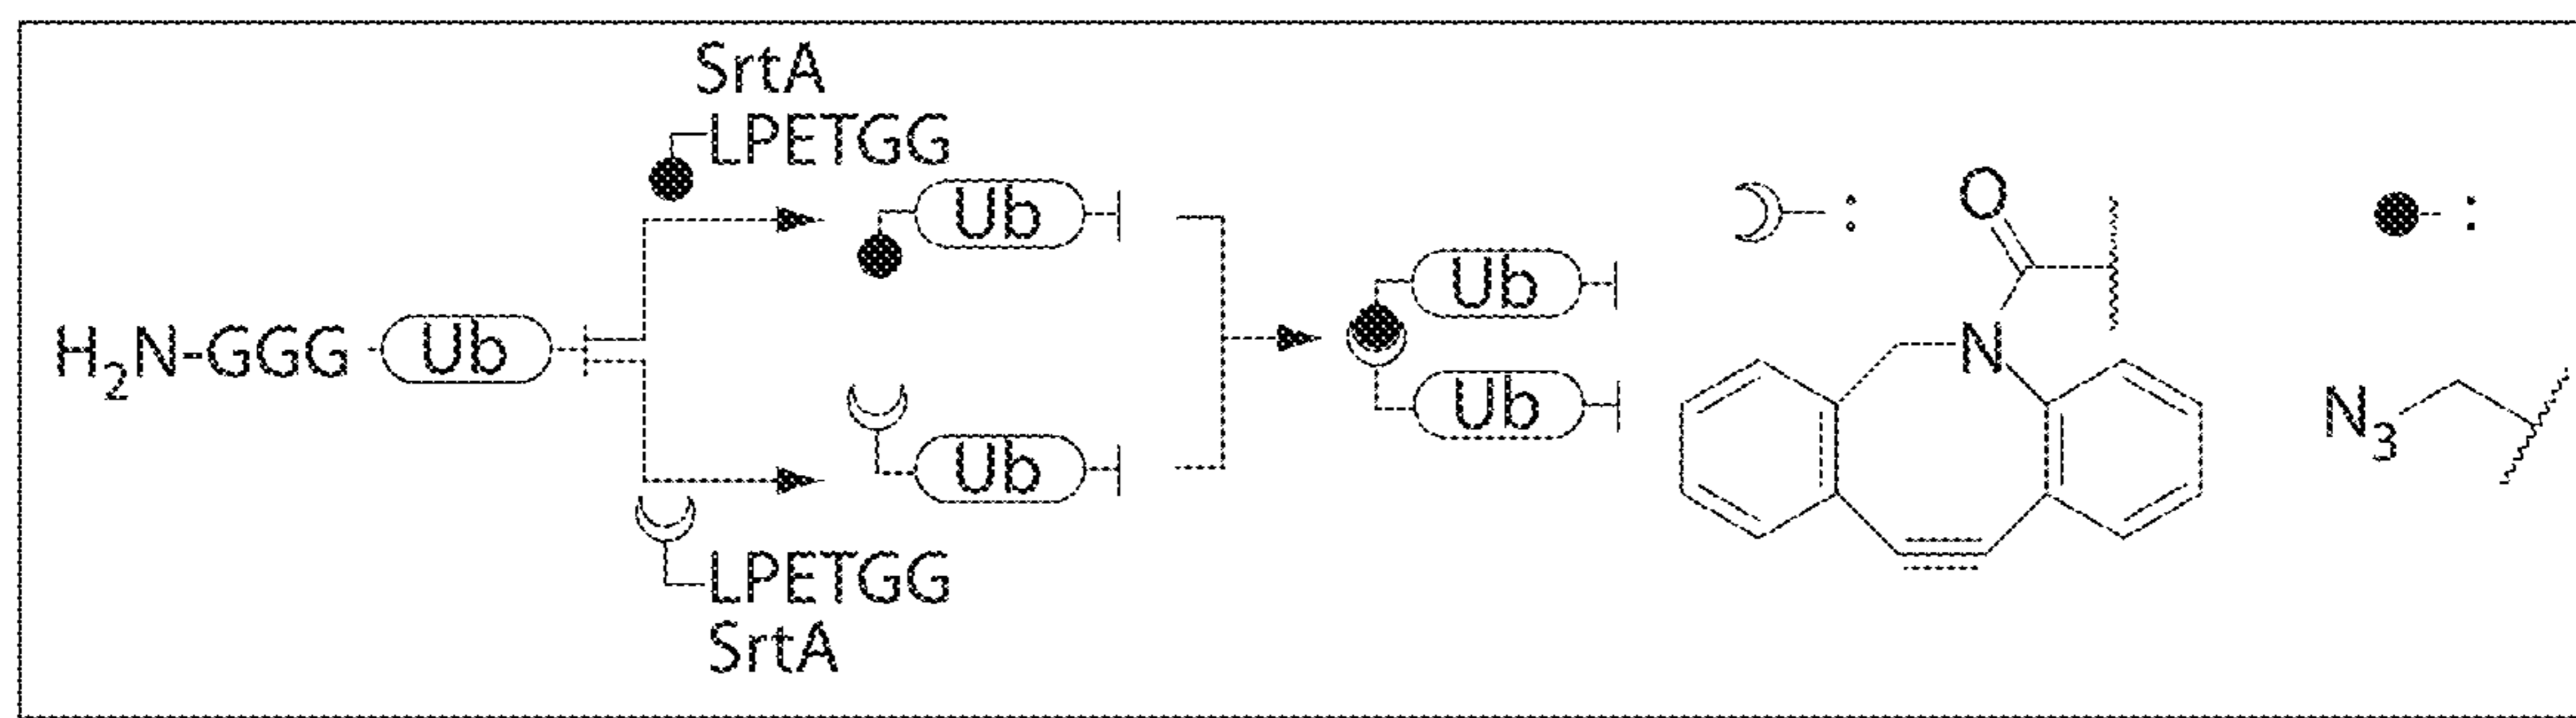 SrtA
LPETGG
Ub
H₂N-GGG
Ub
Ub
LPETGG
SrtA
Ub
Ub
:
O
N
:
N₃